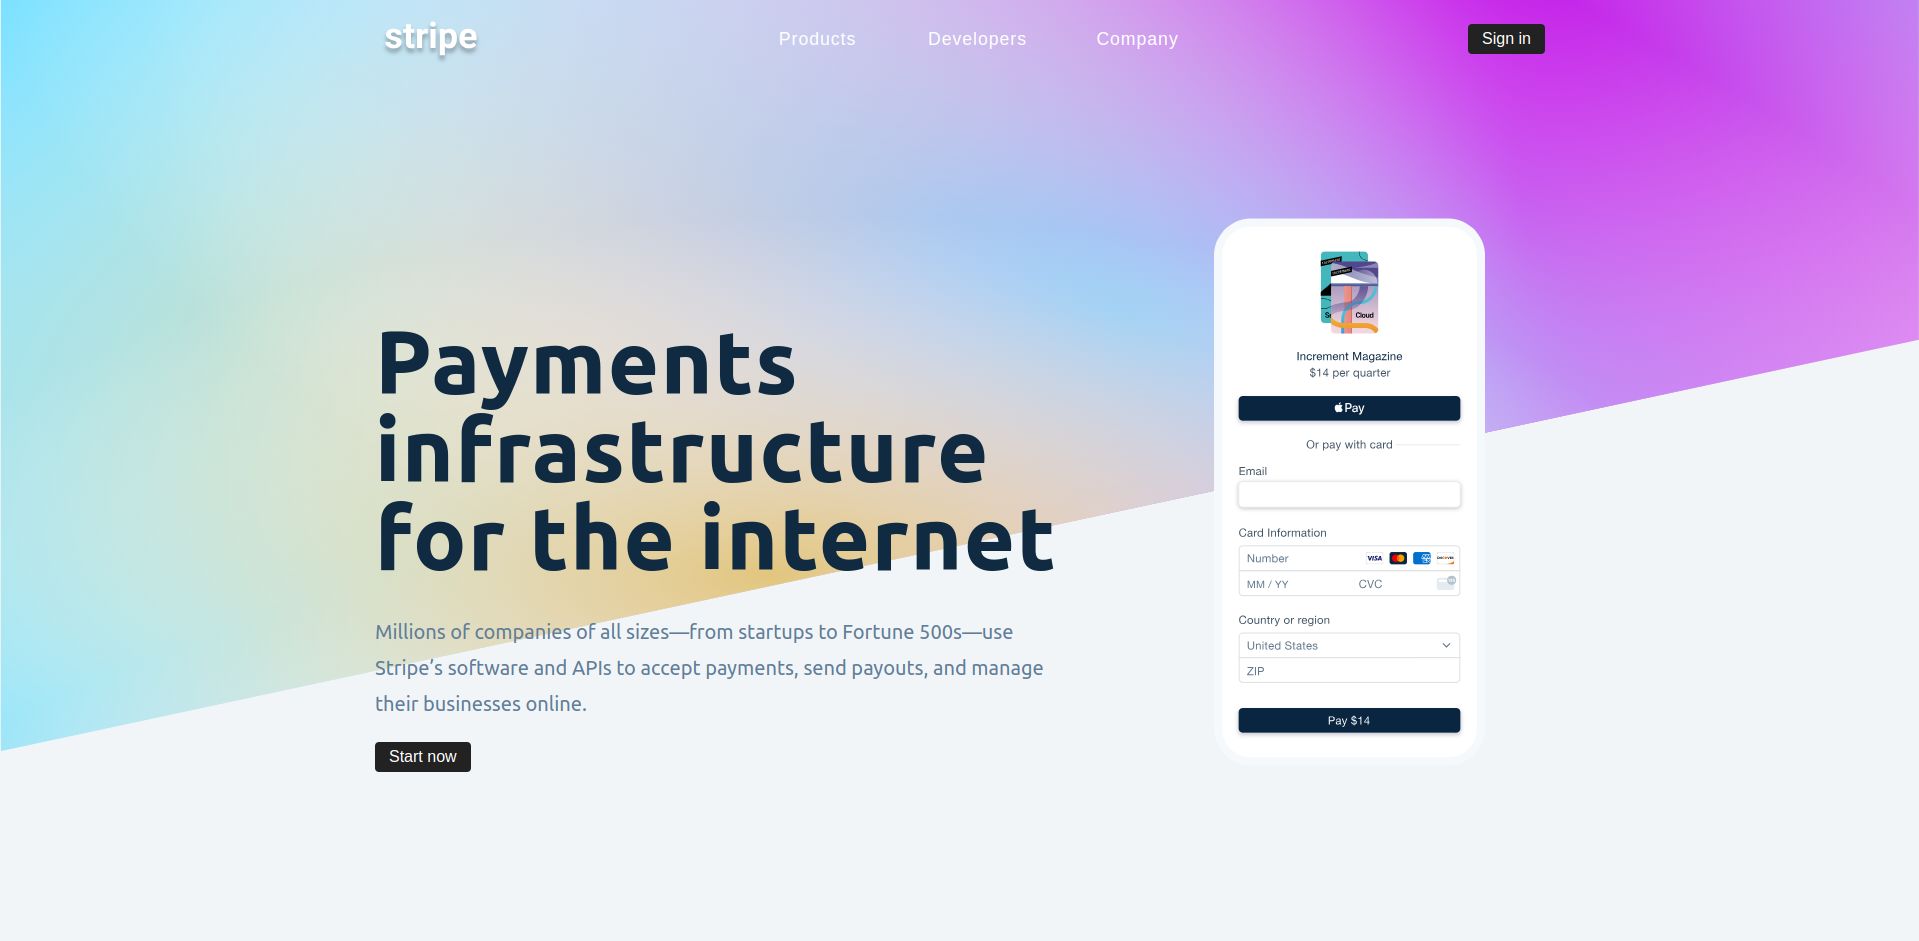 stripe
Products
Developers
Company
Sign in
Payments
infrastructure
for the internet
Millions of companies of all sizes—from startups to Fortune 500s—use
Stripe’s software and APIs to accept payments, send payouts, and manage
their businesses online.
Start now
Cloud
Increment Magazine
$14 per quarter
Pay
Or pay with card
Email
Card Information
Number
VISA
DISCOVER
MM / YY
CVC
Country or region
United States
ZIP
Pay $14